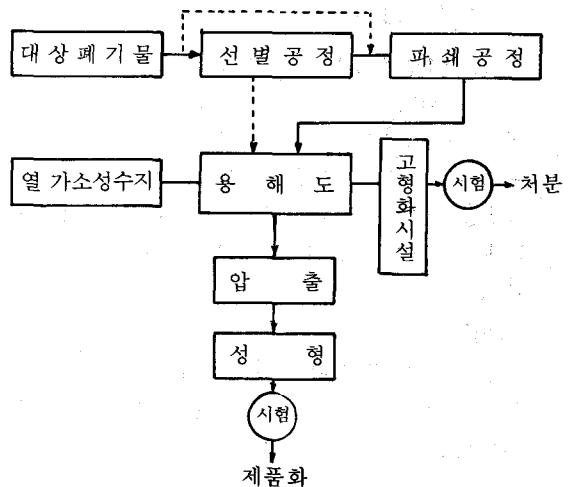 대상폐기물
선별공정
파쇄공정
열 가소성수지
용해도
고형화시설
시험
처분
압출
성형
시험
제품화